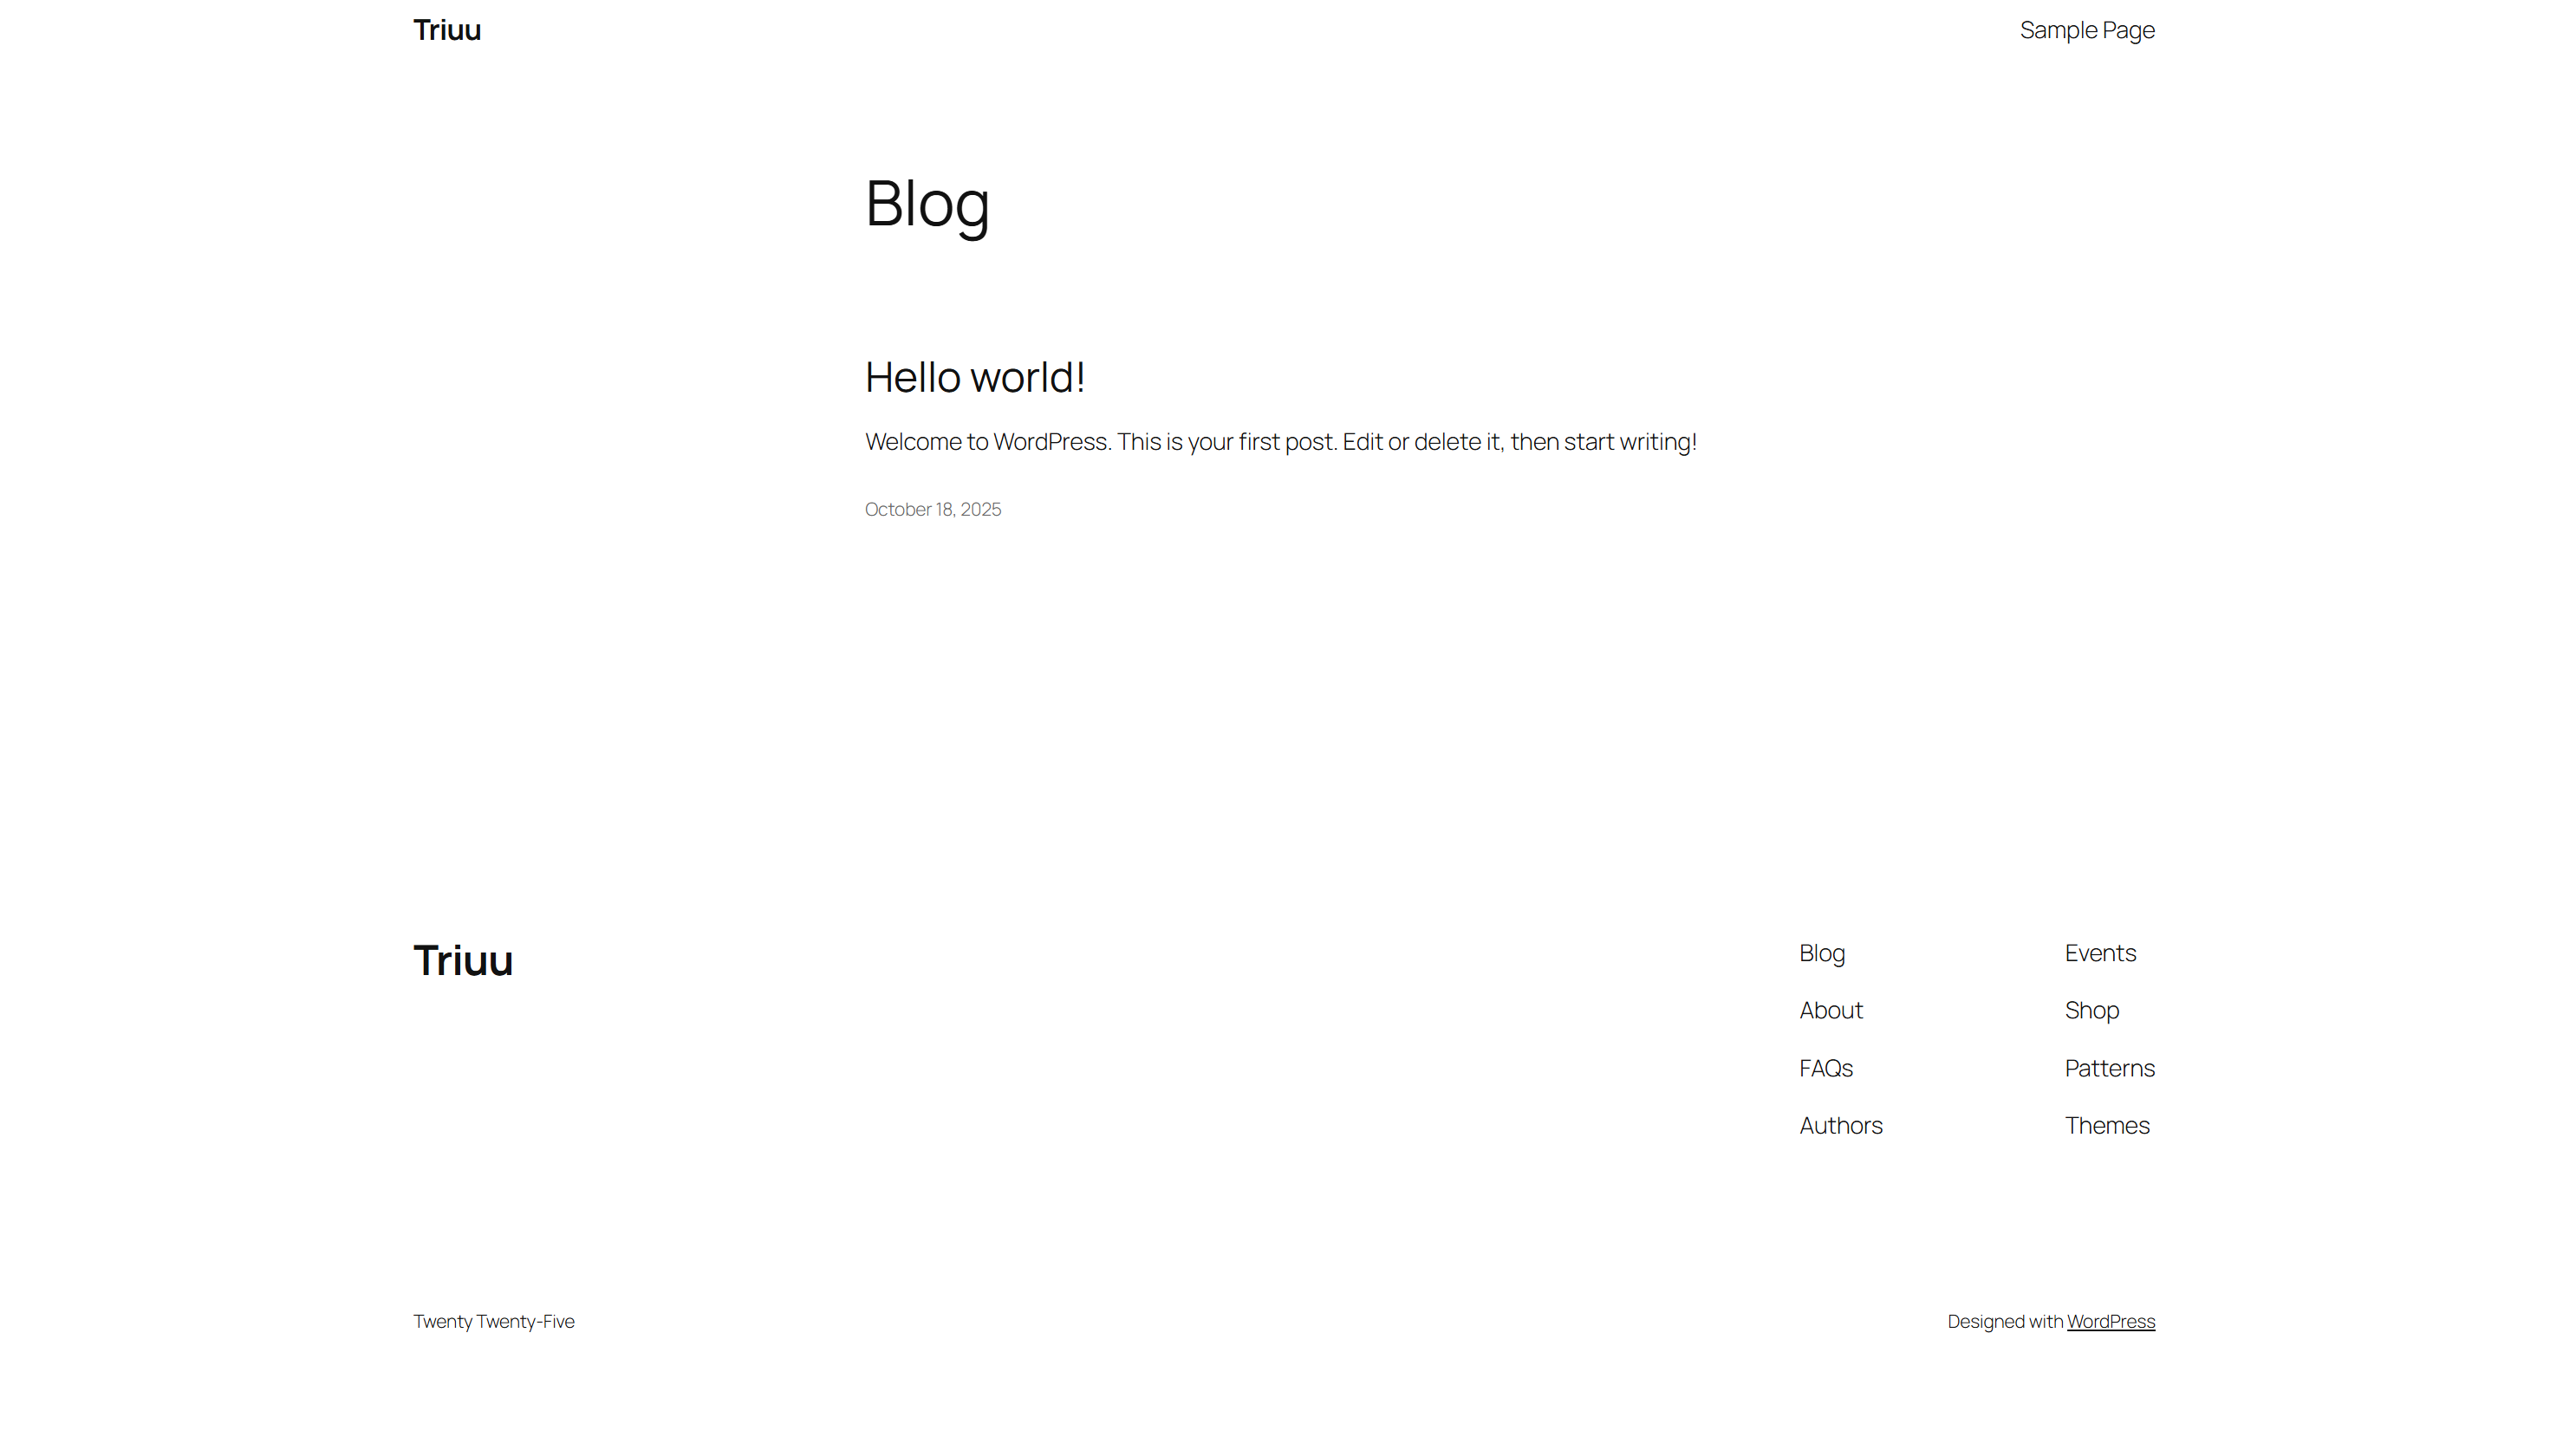 Triuu
Sample Page
Blog
Hello world!
Welcome to WordPress. This is your first post. Edit or delete it, then start writing!
October 18, 2025
Triuu
Blog
About
FAQs
Authors
Events
Shop
Patterns
Themes
Twenty Twenty-Five
Designed with WordPress